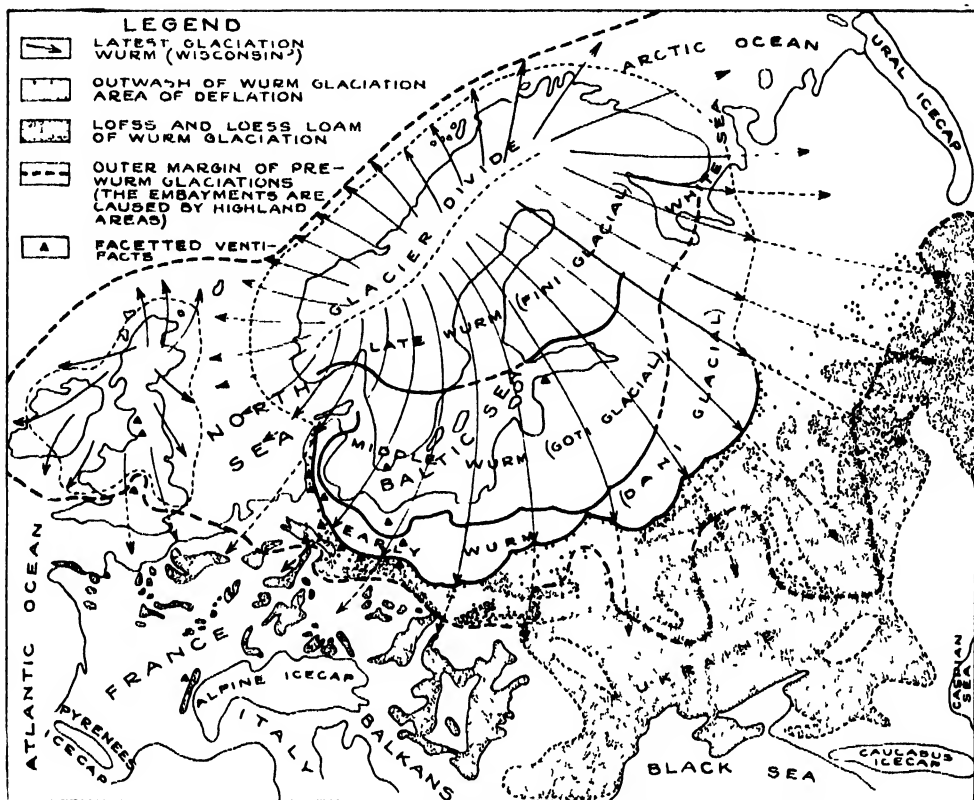 LEGEND
LATEST GLACIATION
WURM (WISCONSIN?)
OUTWASH OF WURM GLACIATION
AREA OF DEFLATION
LOESS AND LOESS LOAM
OF WURM GLACIATION
OUTER MARGIN OF PRE-
WURM GLACIATIONS
(THE EMBAYMENTS ARE
CAUSED BY HIGHLAND
AREAS)
FACETTED VENTI-
FACTS
ARCTIC OCEAN
URAL
ICECAP
WHITE SEA
GLACIER DIVIDE
LATE WURM (FINI GLACIAL)
NORTH
SEA
BALTIC SEA
MIDDLE WURM (GOTI GLACIAL)
EARLY WURM (DANI GLACIAL)
ATLANTIC OCEAN
FRANCE
UKRAINE
ALPINE ICECAP
PYRENEES
ICECAP
ITALY
BALKANS
BLACK SEA
CASPIAN
SEA
CAULABUS
ICECAP